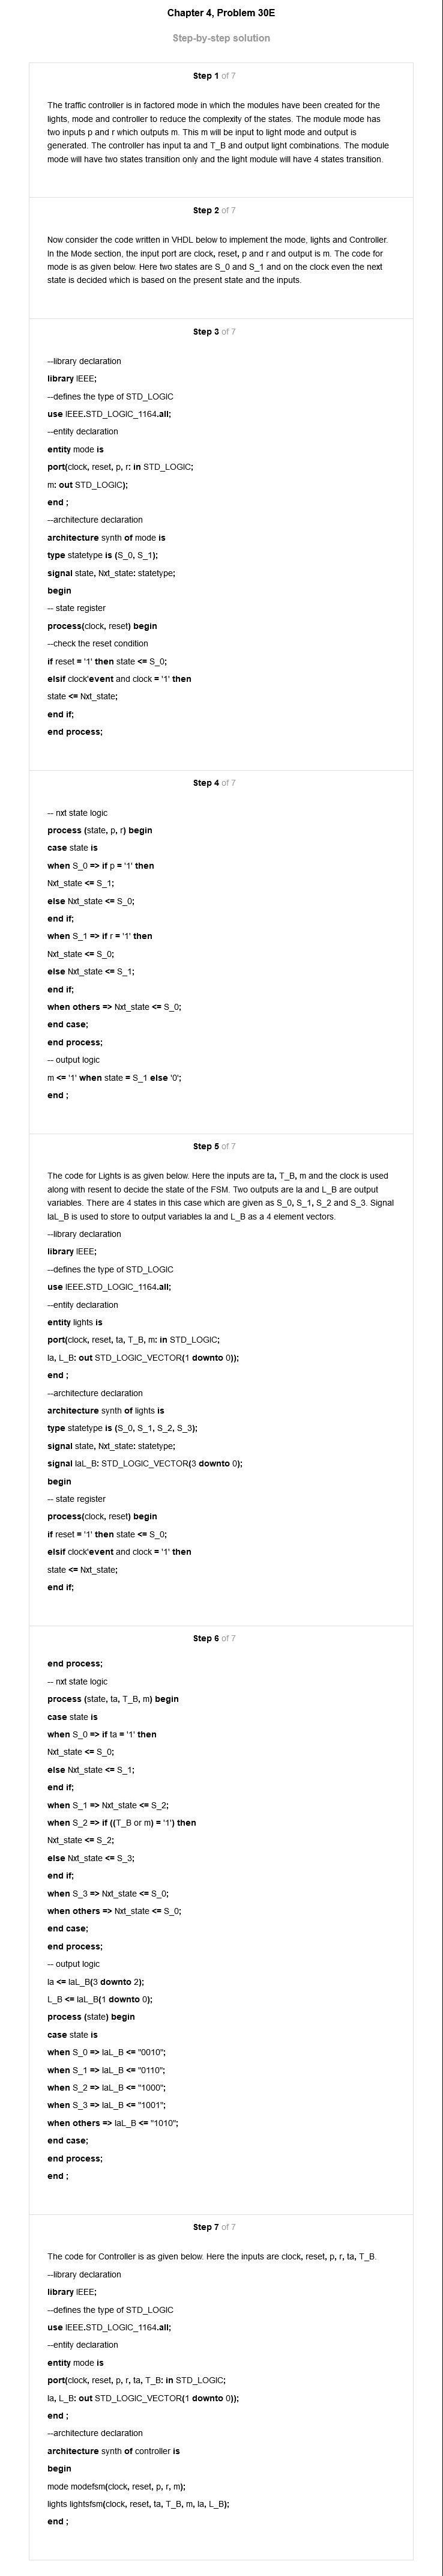 Chapter 4, Problem 30E
Step-by-step solution
Step 1 of 7
The traffic controller is in factored mode in which the modules have been created for the
lights, mode and controller to reduce the complexity of the states. The module mode has
two inputs p and r which outputs m. This m will be input to light mode and output is
generated. The controller has input ta and T_B and output light combinations. The module
mode will have two states transition only and the light module will have 4 states transition.
Step 2 of 7
Now consider the code written in VHDL below to implement the mode, lights and Controller.
In the Mode section, the input port are clock, reset, p and r and output is m. The code for
mode is as given below. Here two states are S_0 and S_1 and on the clock even the next
state is decided which is based on the present state and the inputs.
Step 3 of 7
--library declaration
library IEEE;
--defines the type of STD_LOGIC
use IEEE.STD_LOGIC_1164.all;
--entity declaration
entity mode is
port(clock, reset, p, r: in STD_LOGIC;
m: out STD_LOGIC);
end ;
--architecture declaration
architecture synth of mode is
type statetype is (S_0, S_1);
signal state, Nxt_state: statetype;
begin
-- state register
process(clock, reset) begin
--check the reset condition
if reset = '1' then state <= S_0;
elsif clock'event and clock = '1' then
state <= Nxt_state;
end if;
end process;
Step 4 of 7
-- nxt state logic
process (state, p, r) begin
case state is
when S_0 => if p = '1' then
Nxt_state <= S_1;
else Nxt_state <= S_0;
end if;
when S_1 => if r = '1' then
Nxt_state <= S_0;
else Nxt_state <= S_1;
end if;
when others => Nxt_state <= S_0;
end case;
end process;
-- output logic
m <= '1' when state = S_1 else '0';
end ;
Step 5 of 7
The code for Lights is as given below. Here the inputs are ta, T_B, m and the clock is used
along with resent to decide the state of the FSM. Two outputs are la and L_B are output
variables. There are 4 states in this case which are given as S_0, S_1, S_2 and S_3. Signal
laL_B is used to store to output variables la and L_B as a 4 element vectors.
--library declaration
library IEEE;
--defines the type of STD_LOGIC
use IEEE.STD_LOGIC_1164.all;
--entity declaration
entity lights is
port(clock, reset, ta, T_B, m: in STD_LOGIC;
la, L_B: out STD_LOGIC_VECTOR(1 downto 0));
end ;
--architecture declaration
architecture synth of lights is
type statetype is (S_0, S_1, S_2, S_3);
signal state, Nxt_state: statetype;
signal laL_B: STD_LOGIC_VECTOR(3 downto 0);
begin
-- state register
process(clock, reset) begin
if reset = '1' then state <= S_0;
elsif clock'event and clock = '1' then
state <= Nxt_state;
end if;
Step 6 of 7
end process;
-- nxt state logic
process (state, ta, T_B, m) begin
case state is
when S_0 => if ta = '1' then
Nxt_state <= S_0;
else Nxt_state <= S_1;
end if;
when S_1 => Nxt_state <= S_2;
when S_2 => if ((T_B or m) = '1') then
Nxt_state <= S_2;
else Nxt_state <= S_3;
end if;
when S_3 => Nxt_state <= S_0;
when others => Nxt_state <= S_0;
end case;
end process;
-- output logic
la <= laL_B(3 downto 2);
L_B <= laL_B(1 downto 0);
process (state) begin
case state is
when S_0 => laL_B <= "0010";
when S_1 => laL_B <= "0110";
when S_2 => laL_B <= "1000";
when S_3 => laL_B <= "1001";
when others => laL_B <= "1010";
end case;
end process;
end ;
Step 7 of 7
The code for Controller is as given below. Here the inputs are clock, reset, p, r, ta, T_B.
--library declaration
library IEEE;
--defines the type of STD_LOGIC
use IEEE.STD_LOGIC_1164.all;
--entity declaration
entity mode is
port(clock, reset, p, r, ta, T_B: in STD_LOGIC;
la, L_B: out STD_LOGIC_VECTOR(1 downto 0));
end ;
--architecture declaration
architecture synth of controller is
begin
mode modefsm(clock, reset, p, r, m);
lights lightsfsm(clock, reset, ta, T_B, m, la, L_B);
end ;